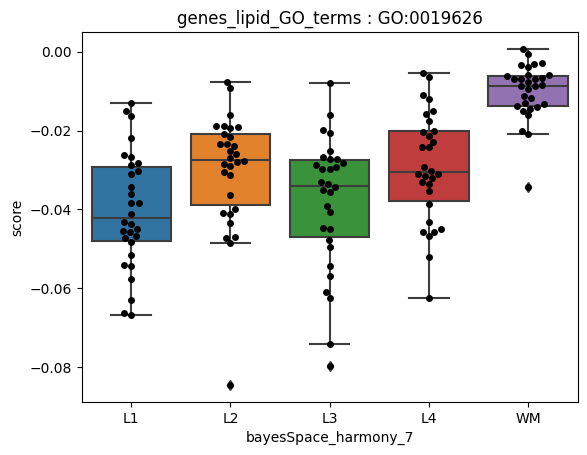 genes_lipid_GO_terms : GO:0019626
0.00
−0.02
−0.04
−0.06
−0.08
score
L1 L2 L3 L4 WM
bayesSpace_harmony_7